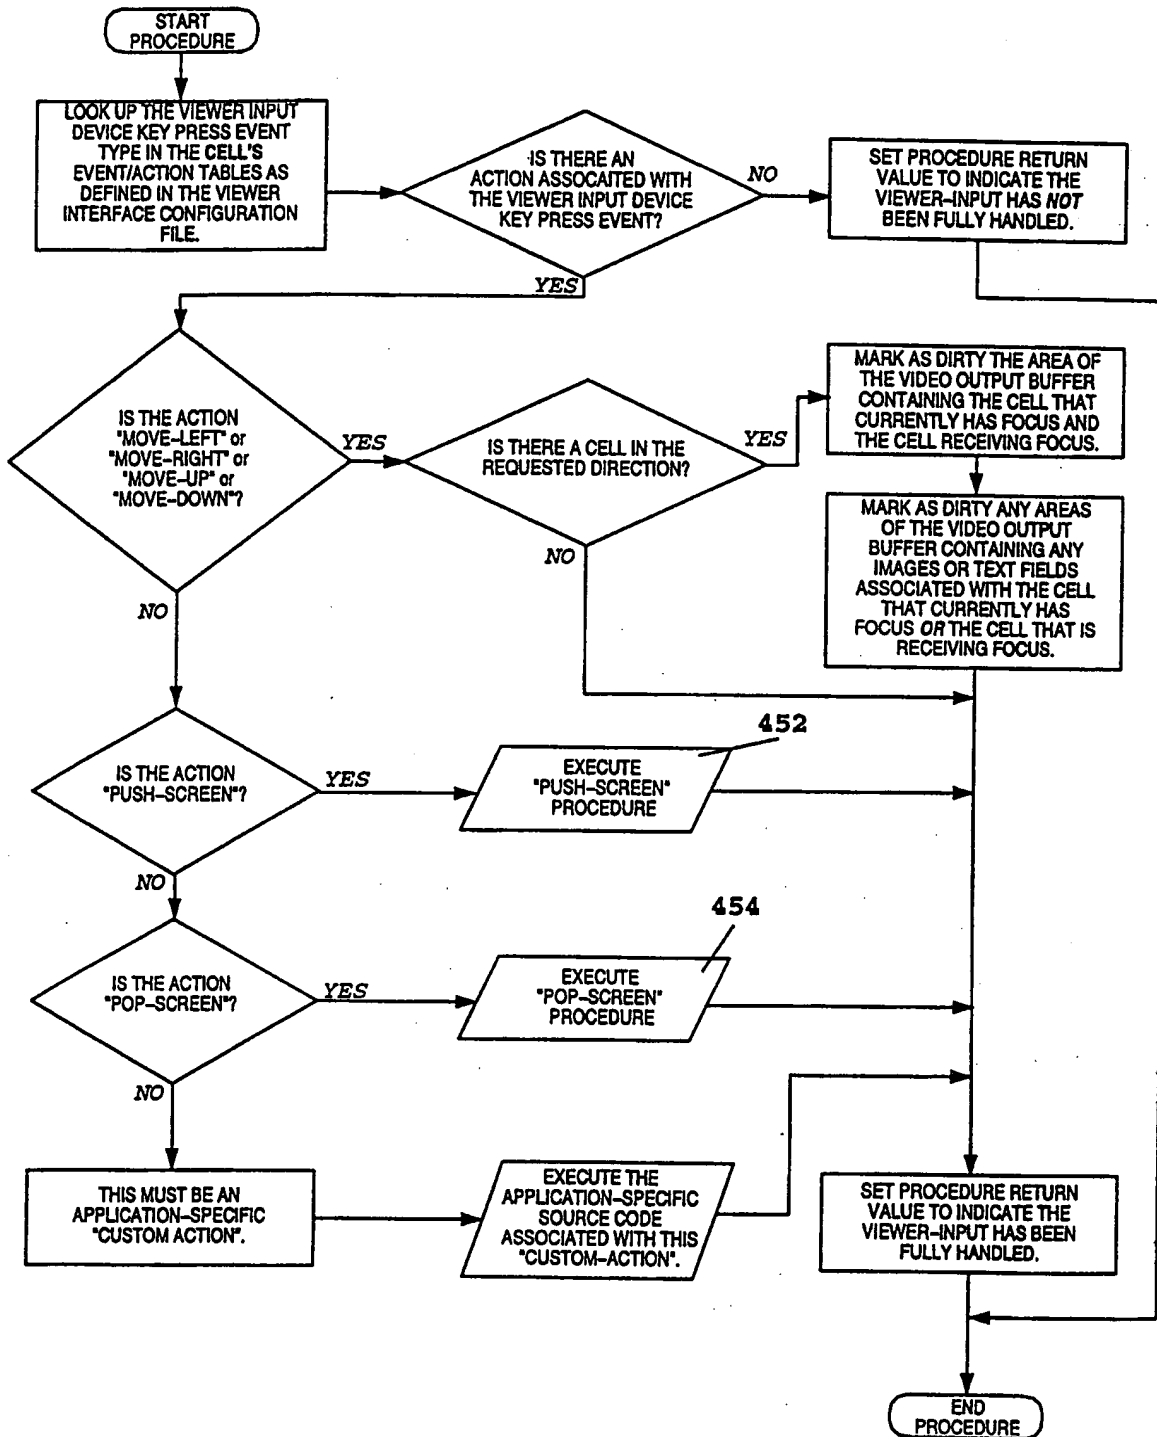 START
PROCEDURE
LOOK UP THE VIEWER INPUT
DEVICE KEY PRESS EVENT
TYPE IN THE CELL'S
EVENT/ACTION TABLES AS
DEFINED IN THE VIEWER
INTERFACE CONFIGURATION
FILE.
IS THERE AN
ACTION ASSOCAITED WITH
THE VIEWER INPUT DEVICE
KEY PRESS EVENT?
NO
SET PROCEDURE RETURN
VALUE TO INDICATE THE
VIEWER-INPUT HAS NOT
BEEN FULLY HANDLED.
YES
IS THE ACTION
"MOVE-LEFT" or
"MOVE-RIGHT" or
"MOVE-UP" or
"MOVE-DOWN"?
YES
IS THERE A CELL IN THE
REQUESTED DIRECTION?
YES
MARK AS DIRTY THE AREA OF
THE VIDEO OUTPUT BUFFER
CONTAINING THE CELL THAT
CURRENTLY HAS FOCUS AND
THE CELL RECEIVING FOCUS.
MARK AS DIRTY ANY AREAS
OF THE VIDEO OUTPUT
BUFFER CONTAINING ANY
IMAGES OR TEXT FIELDS
ASSOCIATED WITH THE CELL
THAT CURRENTLY HAS
FOCUS OR THE CELL THAT IS
RECEIVING FOCUS.
NO
NO
IS THE ACTION
"PUSH-SCREEN"?
YES
EXECUTE
"PUSH-SCREEN"
PROCEDURE
452
NO
IS THE ACTION
"POP-SCREEN"?
YES
EXECUTE
"POP-SCREEN"
PROCEDURE
454
NO
THIS MUST BE AN
APPLICATION-SPECIFIC
"CUSTOM ACTION".
EXECUTE THE
APPLICATION-SPECIFIC
SOURCE CODE
ASSOCIATED WITH THIS
"CUSTOM-ACTION".
SET PROCEDURE RETURN
VALUE TO INDICATE THE
VIEWER-INPUT HAS BEEN
FULLY HANDLED.
END
PROCEDURE